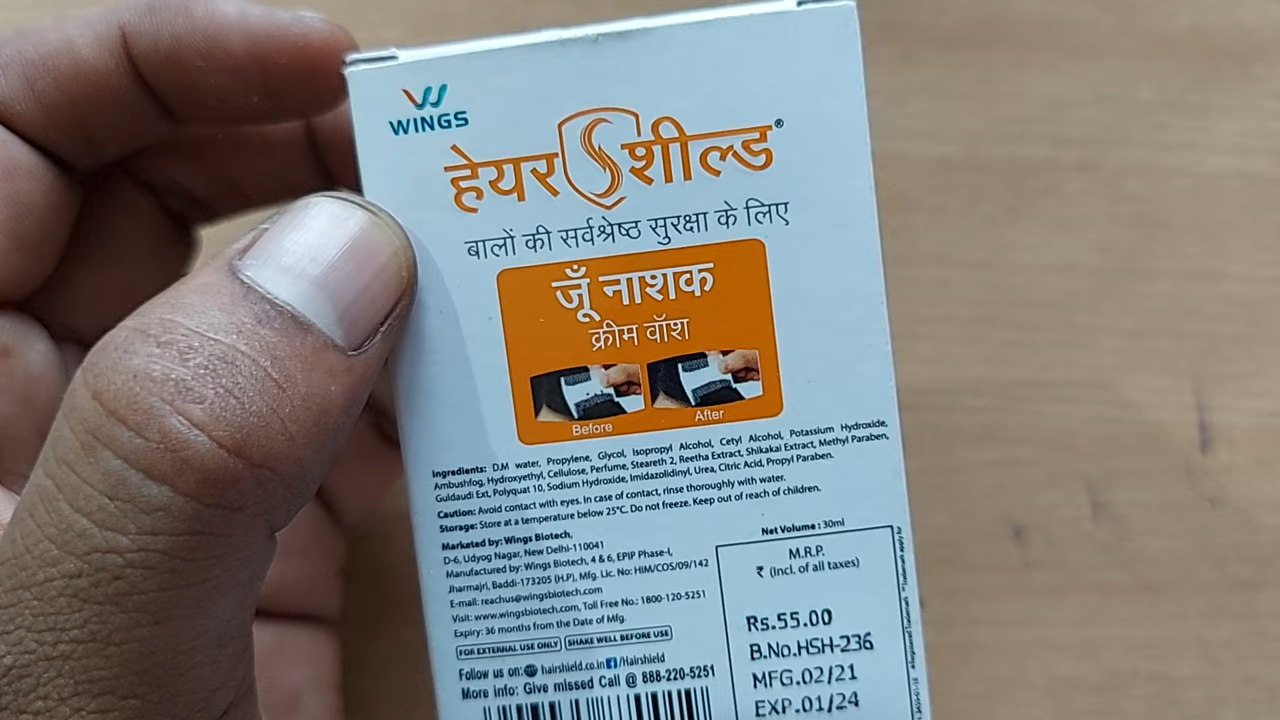 WINGS
हेयर शील्ड®
बालों की सर्वश्रेष्ठ सुरक्षा के लिए
जूँ नाशक
क्रीम वॉश
Before
After
Ingredients: D.M water, Propylene, Glycol, Isopropyl Alcohol, Cetyl Alcohol, Potassium Hydroxide,
Ambushfog, Hydroxyethyl, Cellulose, Perfume, Steareth 2, Reetha Extract, Shikakai Extract, Methyl Paraben,
Guldaudi Ext, Polyquat 10, Sodium Hydroxide, Imidazolidinyl, Urea, Citric Acid, Propyl Paraben.
Caution: Avoid contact with eyes. In case of contact, rinse thoroughly with water.
Storage: Store at a temperature below 25°C. Do not freeze. Keep out of reach of children.
Marketed by: Wings Biotech,
D-6, Udyog Nagar, New Delhi-110041
Manufactured by: Wings Biotech, 4 & 6, EPIP Phase-I,
Jharmajri, Baddi-173205 (H.P), Mfg. Lic. No: HIM/COS/09/142
E-mail: reachus@wingsbiotech.com
Visit: www.wingsbiotech.com, Toll Free No.: 1800-120-5251
Expiry: 36 months from the Date of Mfg.
FOR EXTERNAL USE ONLY SHAKE WELL BEFORE USE
Follow us on: hairshield.co.in /Hairshield
More info: Give missed Call @ 888-220-5251
Net Volume : 30ml
M.R.P.
₹ (Incl. of all taxes)
Rs.55.00
B.No.HSH-236
MFG.02/21
EXP.01/24
®Registered Trademark ™Trademark apply for